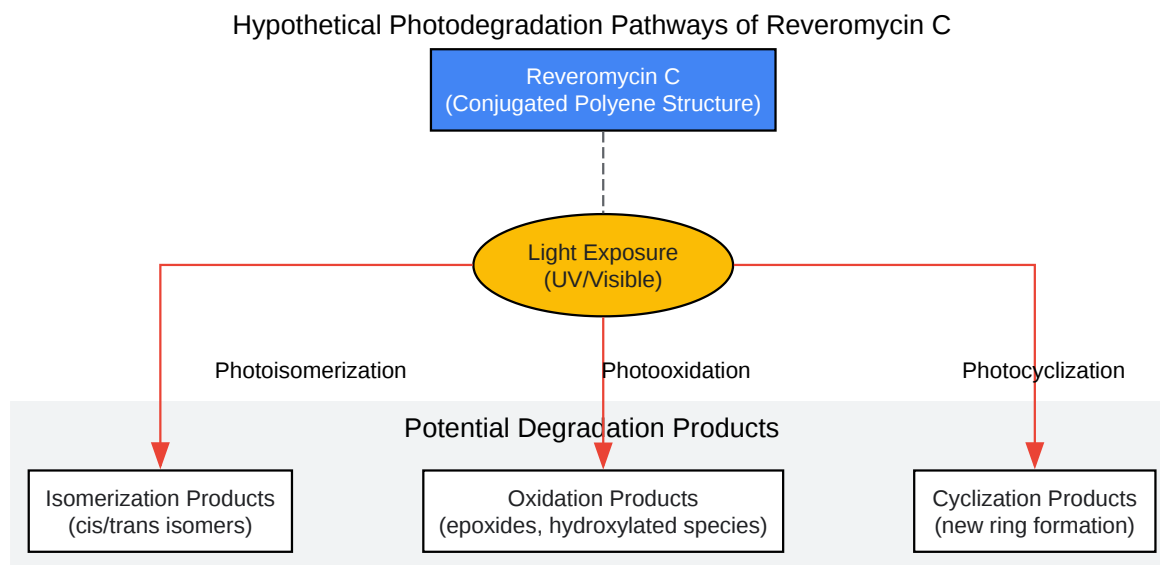 Hypothetical Photodegradation Pathways of Reveromycin C
Reveromycin C
(Conjugated Polyene Structure)
Light Exposure
(UV/Visible)
Photoisomerization
Photooxidation
Photocyclization
Potential Degradation Products
Isomerization Products
(cis/trans isomers)
Oxidation Products
(epoxides, hydroxylated species)
Cyclization Products
(new ring formation)